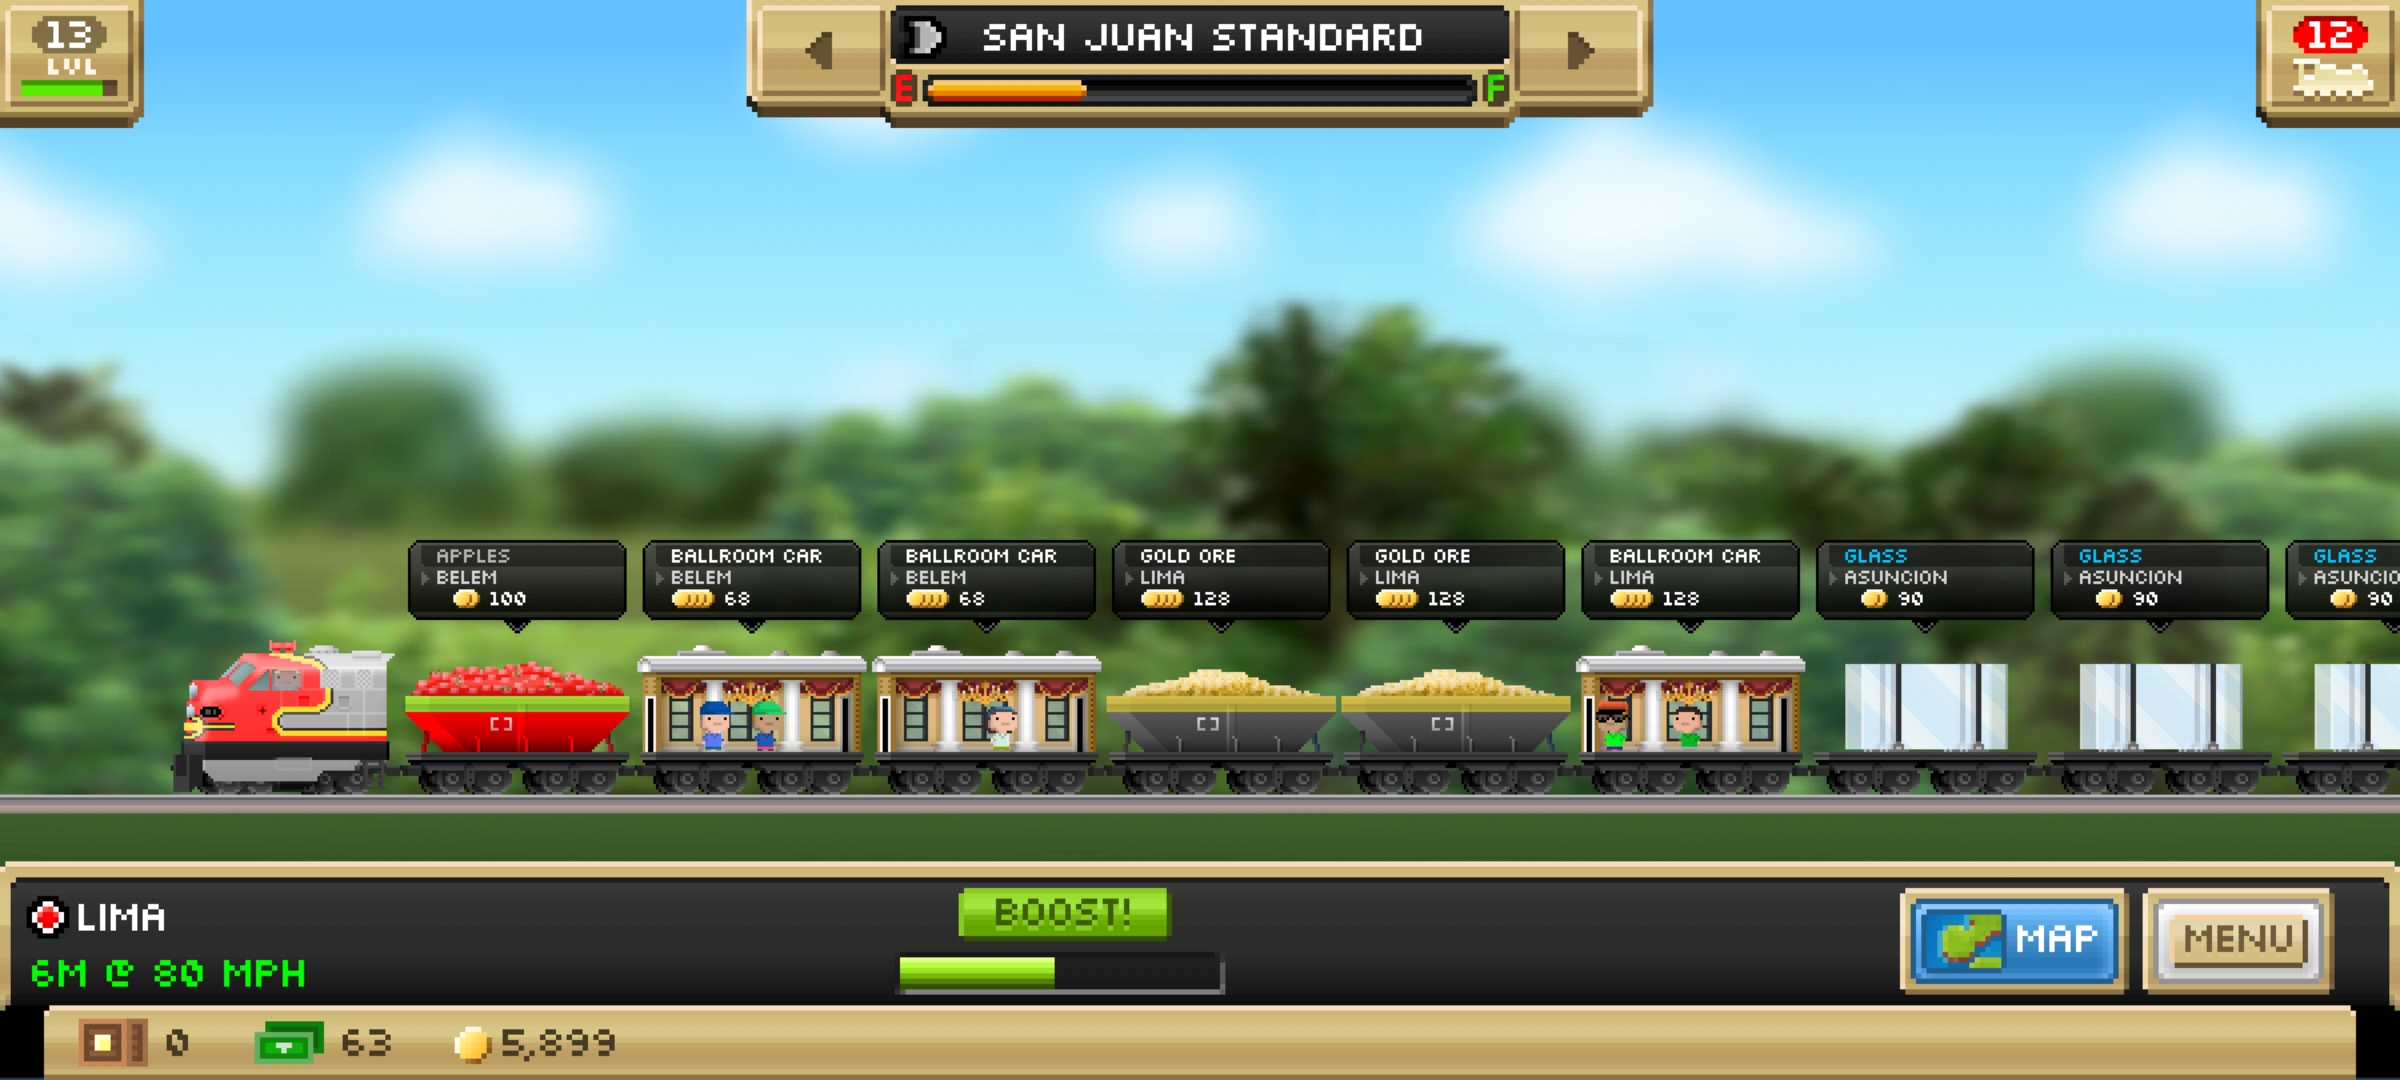 13
LVL
SAN JUAN STANDARD
E
F
12
APPLES
BELEM
100
BALLROOM CAR
BELEM
68
BALLROOM CAR
BELEM
68
GOLD ORE
LIMA
128
GOLD ORE
LIMA
128
BALLROOM CAR
LIMA
128
GLASS
ASUNCION
90
GLASS
ASUNCION
90
GLASS
ASUNCIO
90
LIMA
6M @ 80 MPH
BOOST!
MAP
MENU
0
63
5,899